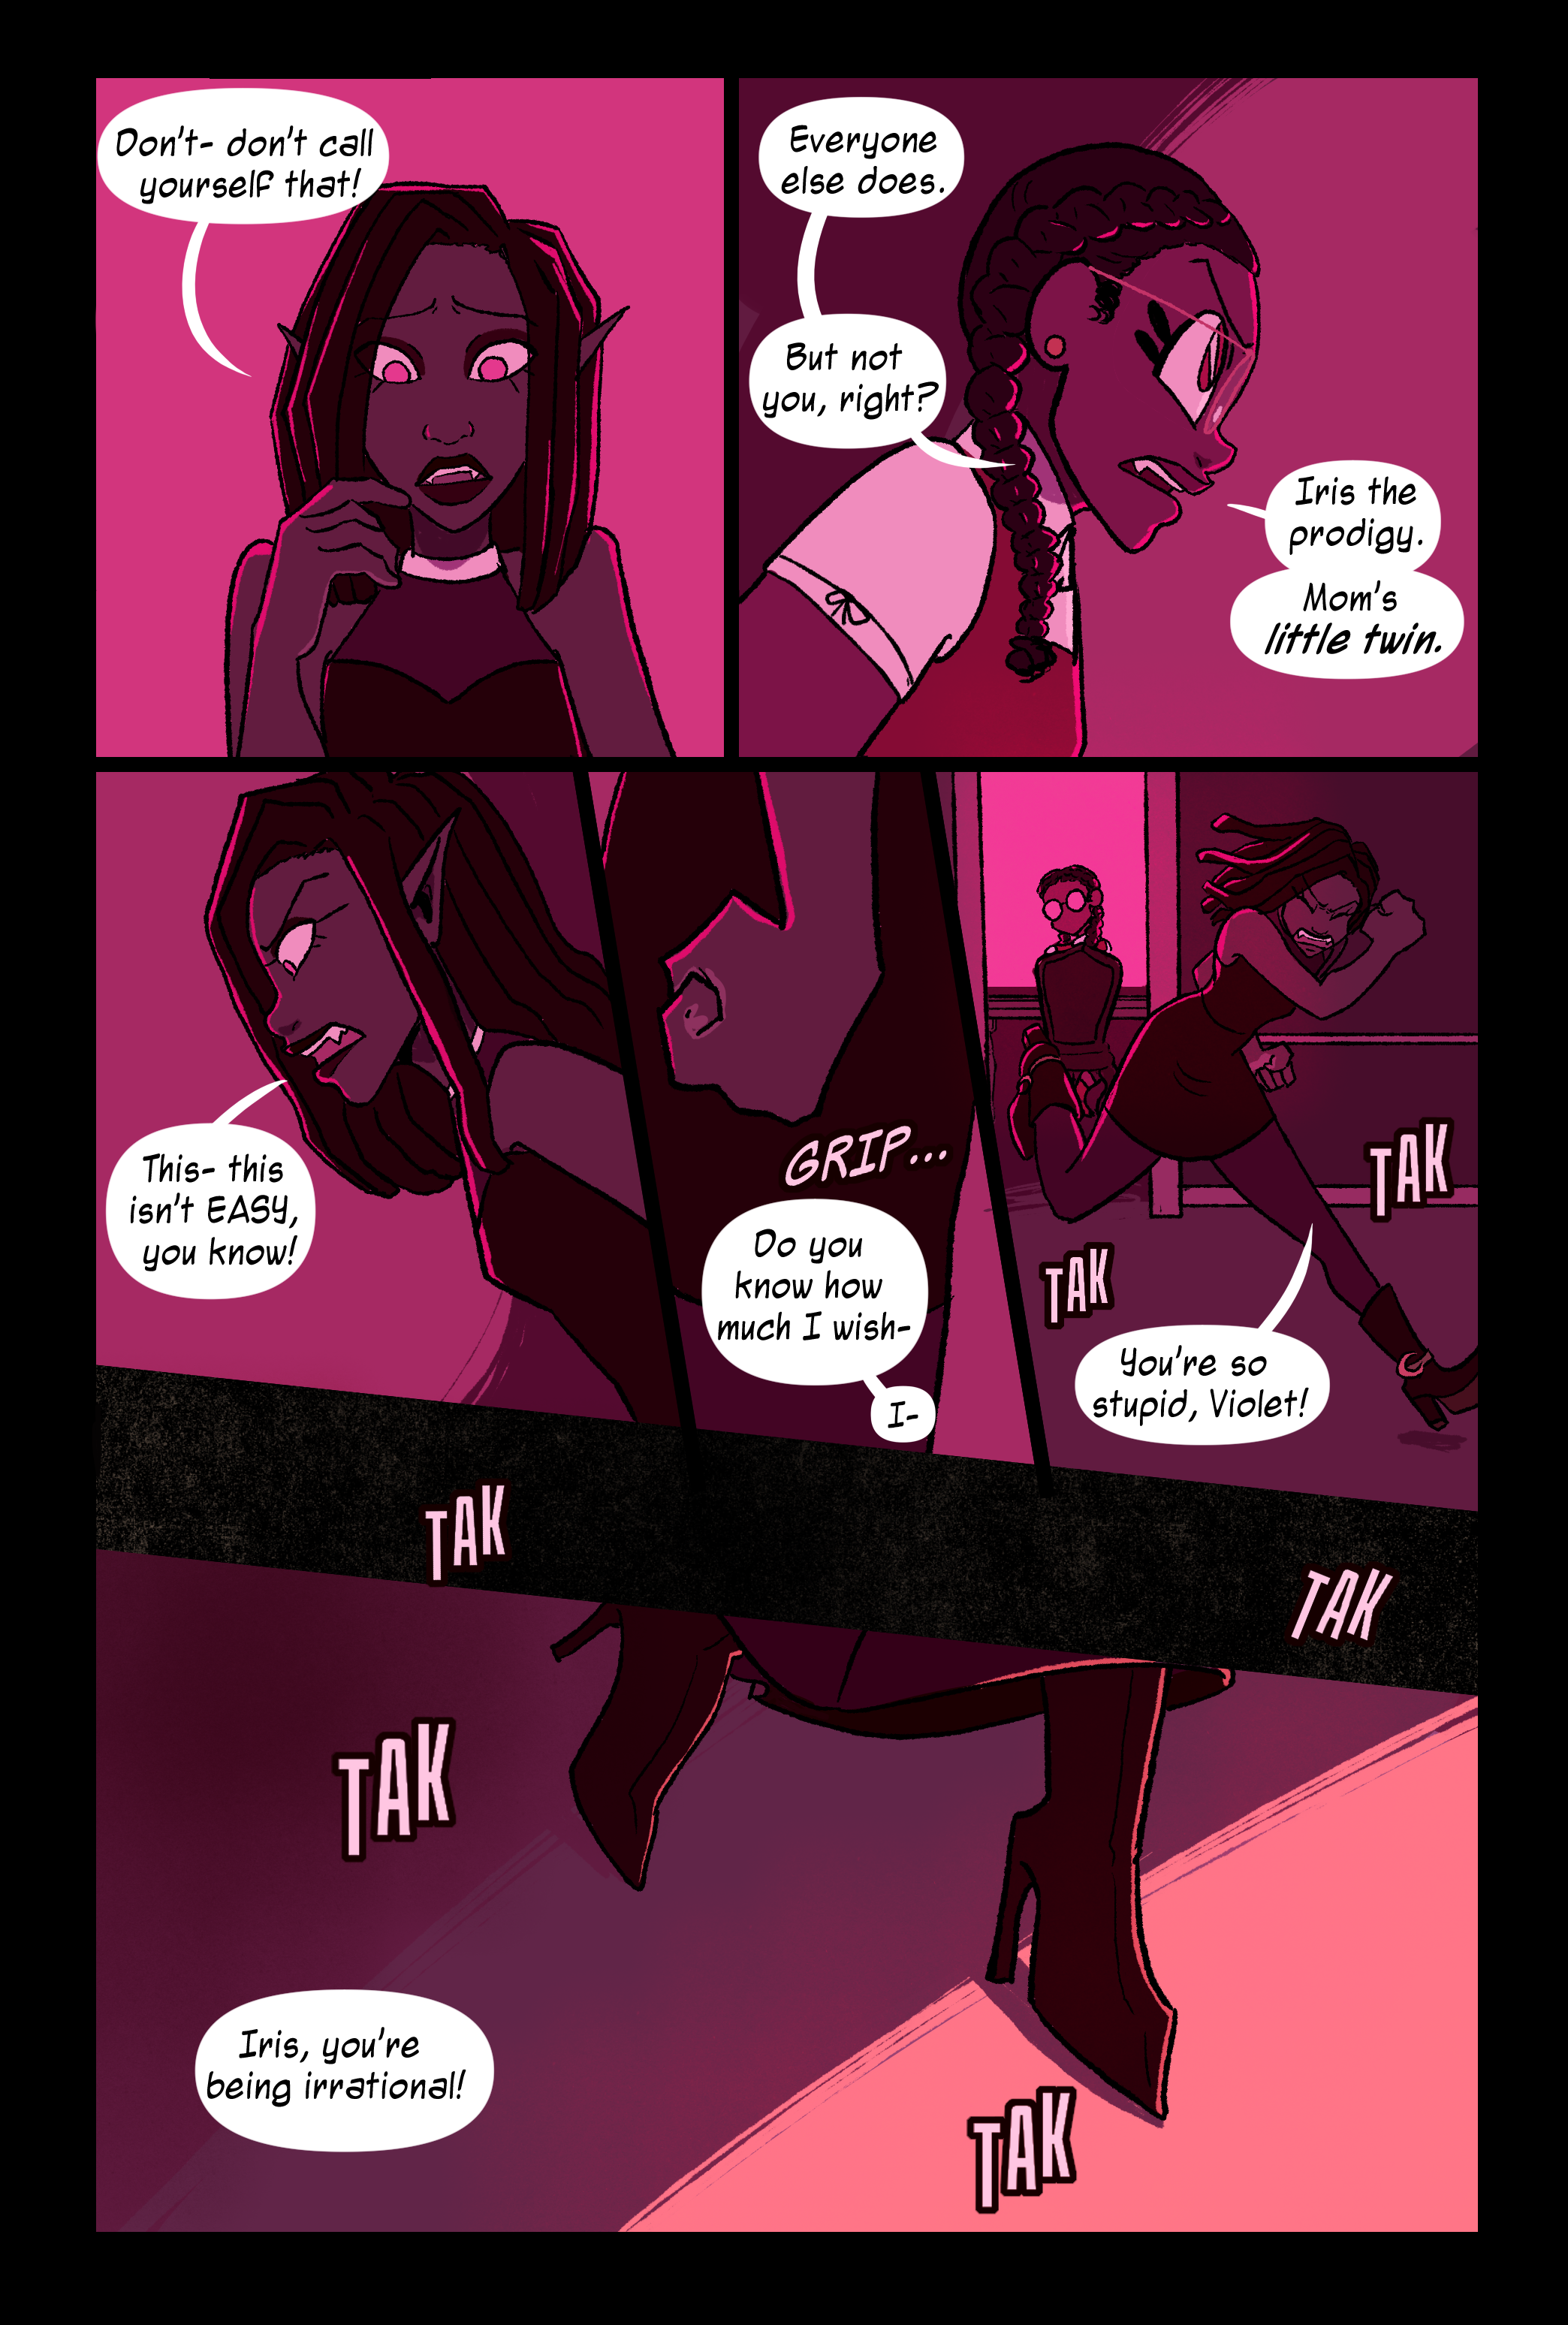 Don't- don't call
yourself that!
Everyone
else does.
But not
you, right?
Iris the
prodigy.
Mom's
little twin.
This- this
isn't EASY,
you know!
GRIP...
Do you
know how
much I wish-
I-
TAK
TAK
You're so
stupid, Violet!
TAK
TAK
TAK
Iris, you're
being irrational!
TAK